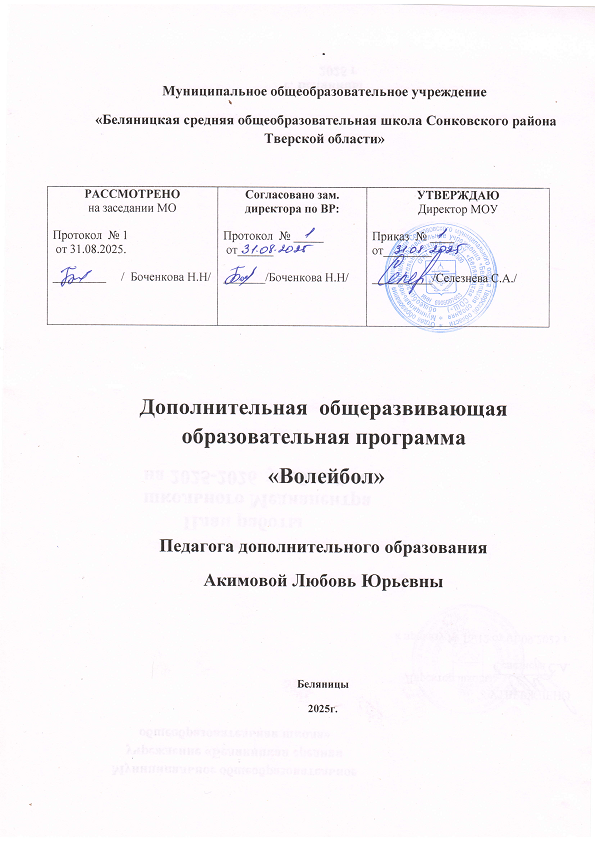 Муниципальное общеобразовательное учреждение
«Беляницкая средняя общеобразовательная школа Сонковского района
Тверской области»
РАССМОТРЕНО
на заседании МО
Протокол № 1
от 31.08.2025.
/ Боченкова Н.Н/
Согласовано зам.
директора по ВР:
Протокол № 1
от 31.08.2025
/Боченкова Н.Н/
УТВЕРЖДАЮ
Директор МОУ
Приказ № 1
от 31.08.2025
/Селезнева С.А./
Дополнительная общеразвивающая
образовательная программа
«Волейбол»
Педагога дополнительного образования
Акимовой Любовь Юрьевны
Беляницы
2025г.